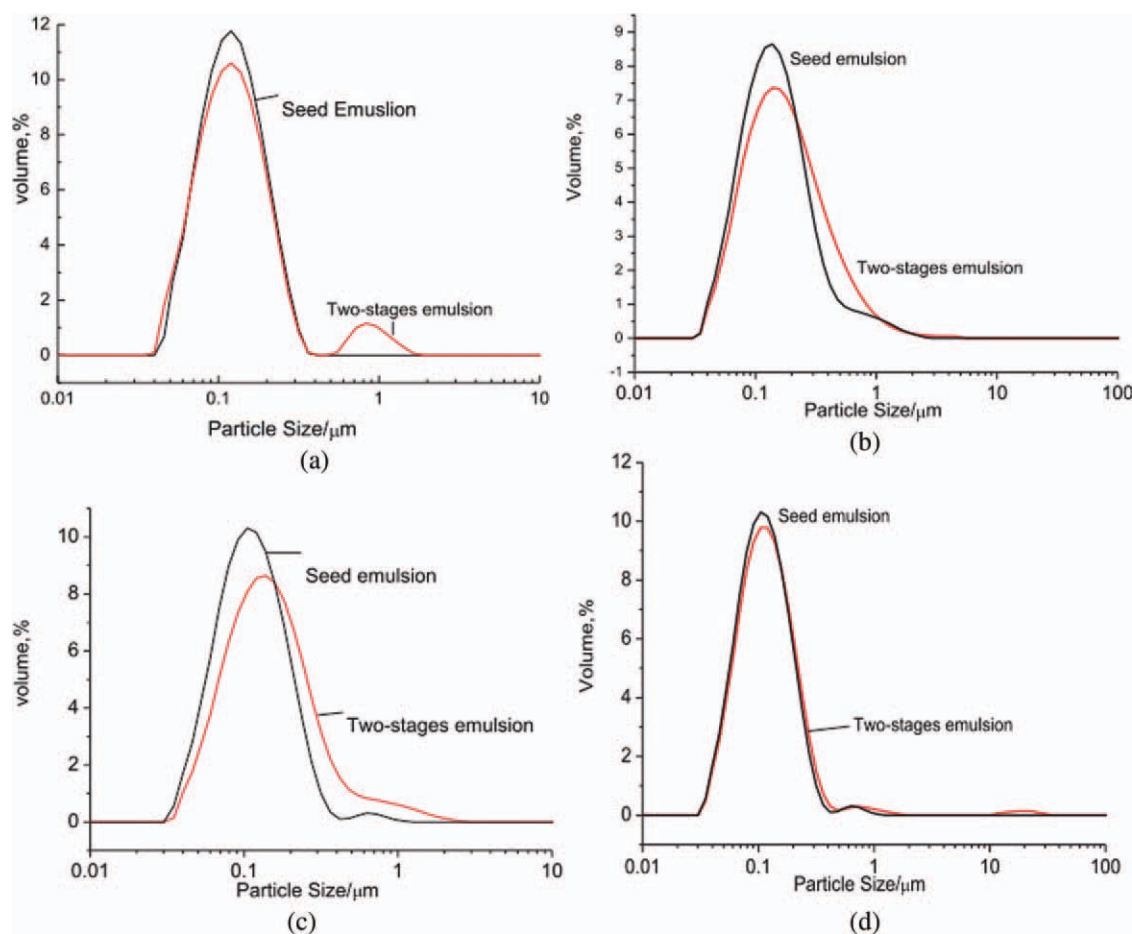 12
10
8
6
4
2
0
volume,%
Seed Emuslion
Two-stages emulsion
0.01
0.1
1
10
Particle Size/μm
(a)
9
8
7
6
5
4
3
2
1
0
-1
Volume,%
Seed emulsion
Two-stages emulsion
0.01
0.1
1
10
100
Particle Size/μm
(b)
10
8
6
4
2
0
volume,%
Seed emulsion
Two-stages emulsion
0.01
0.1
1
10
Particle Size/μm
(c)
12
10
8
6
4
2
0
Volume,%
Seed emulsion
Two-stages emulsion
0.01
0.1
1
10
100
Particle Size/μm
(d)